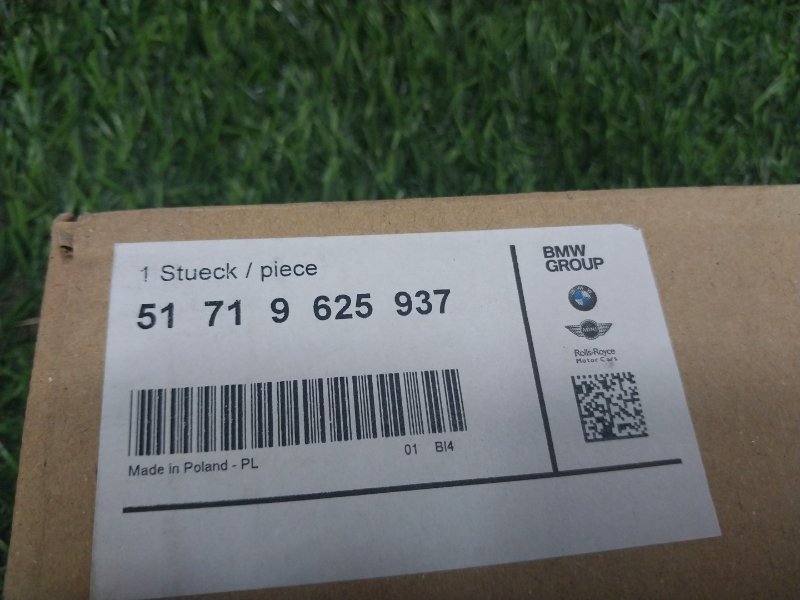 1 Stueck / piece
51 71 9 625 937
Made in Poland - PL
01 BI4
BMW
GROUP
MINI
Rolls-Royce
Motor Cars